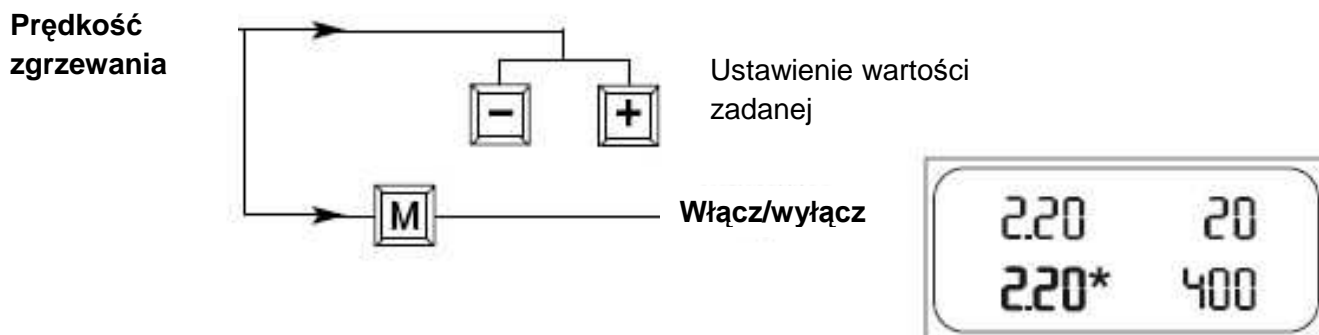 Prędkość
zgrzewania
- +
Ustawienie wartości
zadanej
M
Włącz/wyłącz
2.20 20
2.20* 400